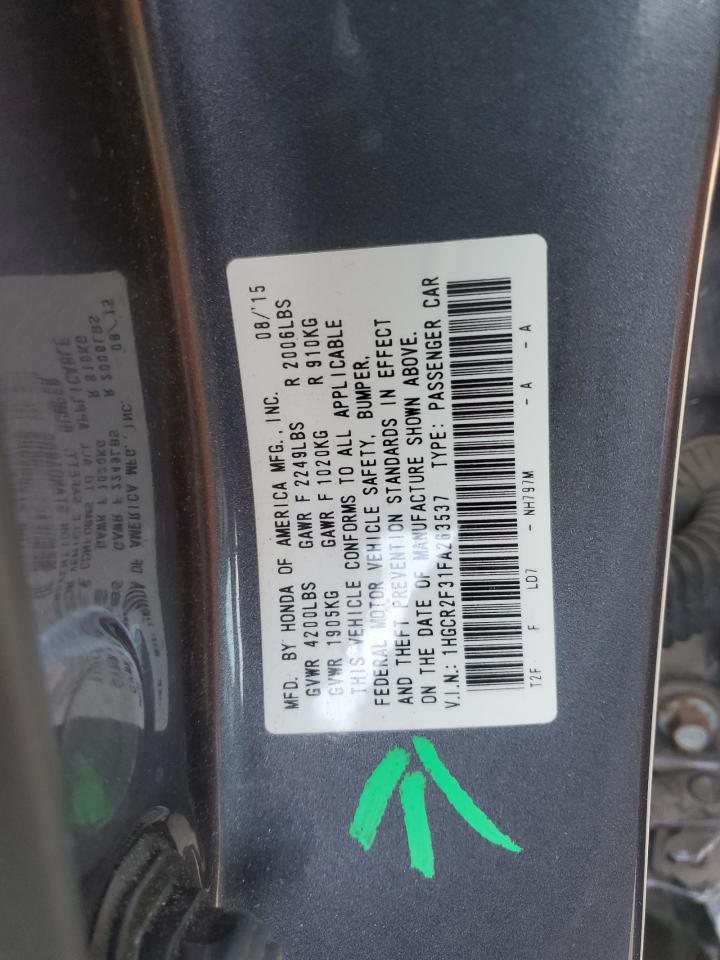 MFD. BY HONDA OF AMERICA MFG., INC. 08/'15
GVWR 4200LBS GAWR F 2249LBS R 2006LBS
GVWR 1905KG GAWR F 1020KG R 910KG
THIS VEHICLE CONFORMS TO ALL APPLICABLE
FEDERAL MOTOR VEHICLE SAFETY, BUMPER,
AND THEFT PREVENTION STANDARDS IN EFFECT
ON THE DATE OF MANUFACTURE SHOWN ABOVE.
V.I.N.: 1HGCR2F31FA263537 TYPE: PASSENGER CAR
T2F F LD7 - NH797M - A - A